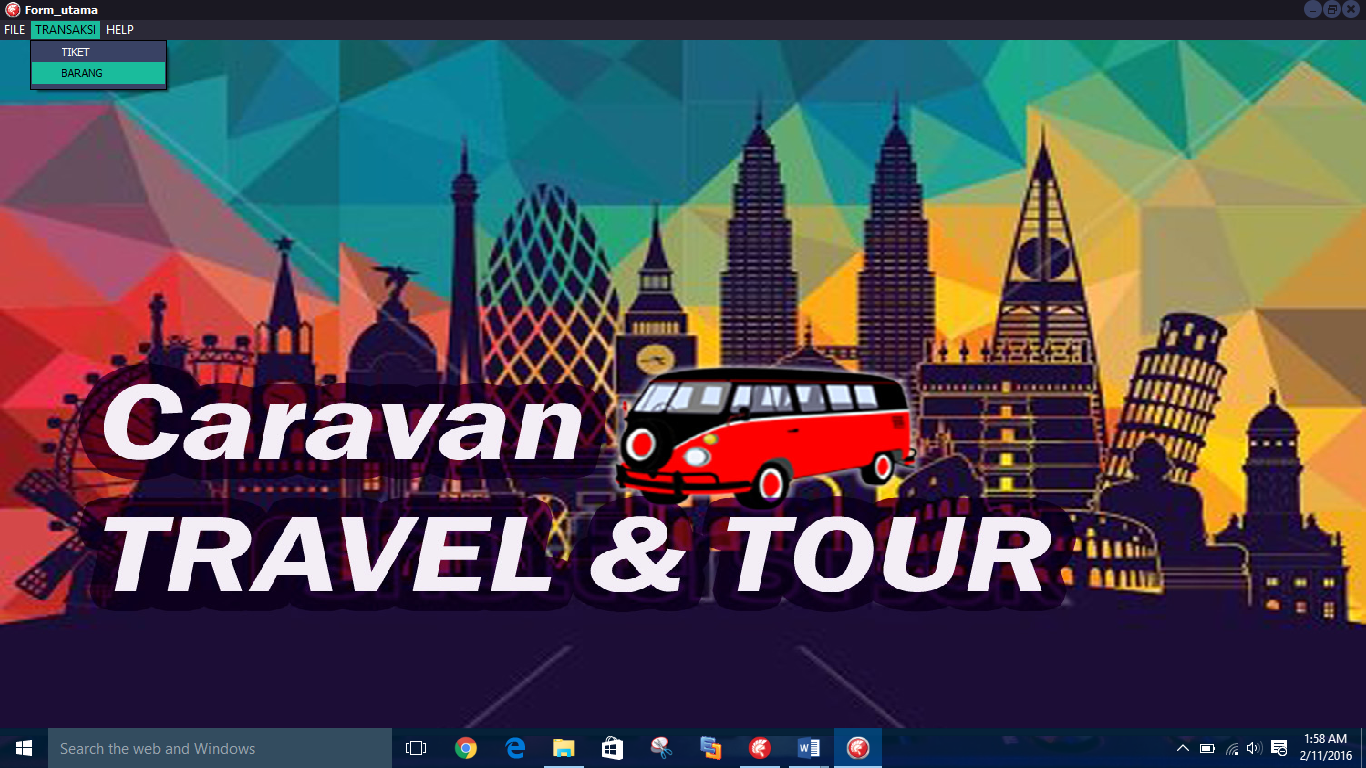 Form_utama
FILE TRANSAKSI HELP
TIKET
BARANG
Caravan
TRAVEL & TOUR
Search the web and Windows
1:58 AM
2/11/2016